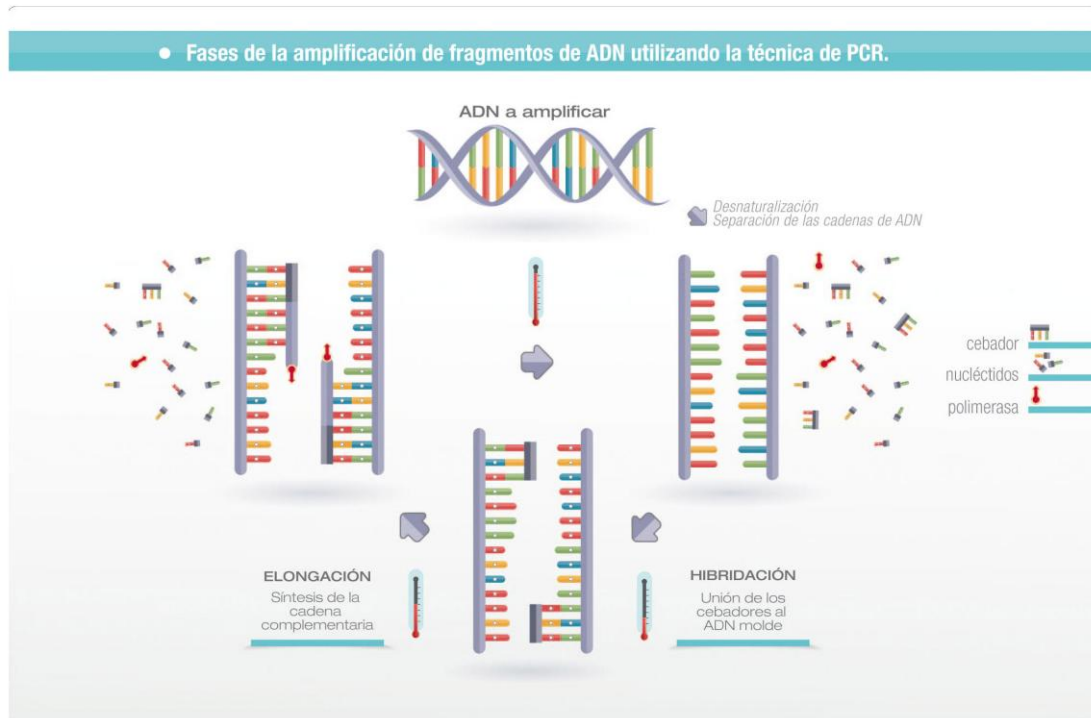 • Fases de la amplificación de fragmentos de ADN utilizando la técnica de PCR.
ADN a amplificar
Desnaturalización
Separación de las cadenas de ADN
cebador
nucléctidos
polimerasa
ELONGACIÓN
Síntesis de la
cadena
complementaria
HIBRIDACIÓN
Unión de los
cebadores al
ADN molde